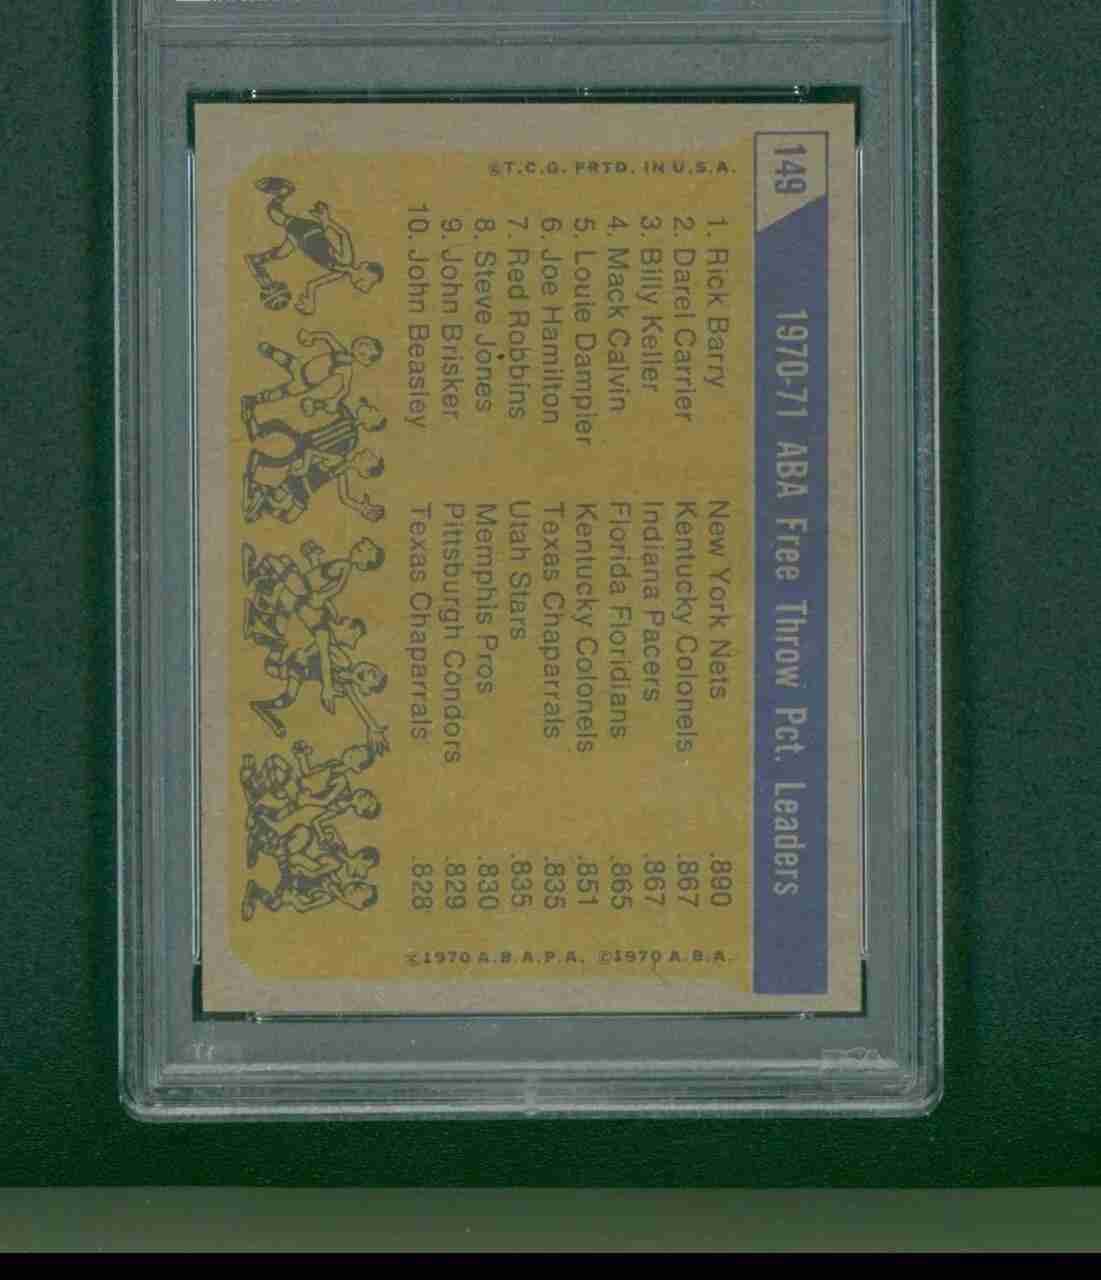 149 1970-71 ABA Free Throw Pct. Leaders
©T.C.G. PRTD. IN U.S.A. ©1970 A.B.A.P.A. ©1970 A.B.A.
1. Rick Barry New York Nets .890
2. Darel Carrier Kentucky Colonels .867
3. Billy Keller Indiana Pacers .867
4. Mack Calvin Florida Floridians .865
5. Louie Dampier Kentucky Colonels .851
6. Joe Hamilton Texas Chaparrals .835
7. Red Robbins Utah Stars .835
8. Steve Jones Memphis Pros .830
9. John Brisker Pittsburgh Condors .829
10. John Beasley Texas Chaparrals .828